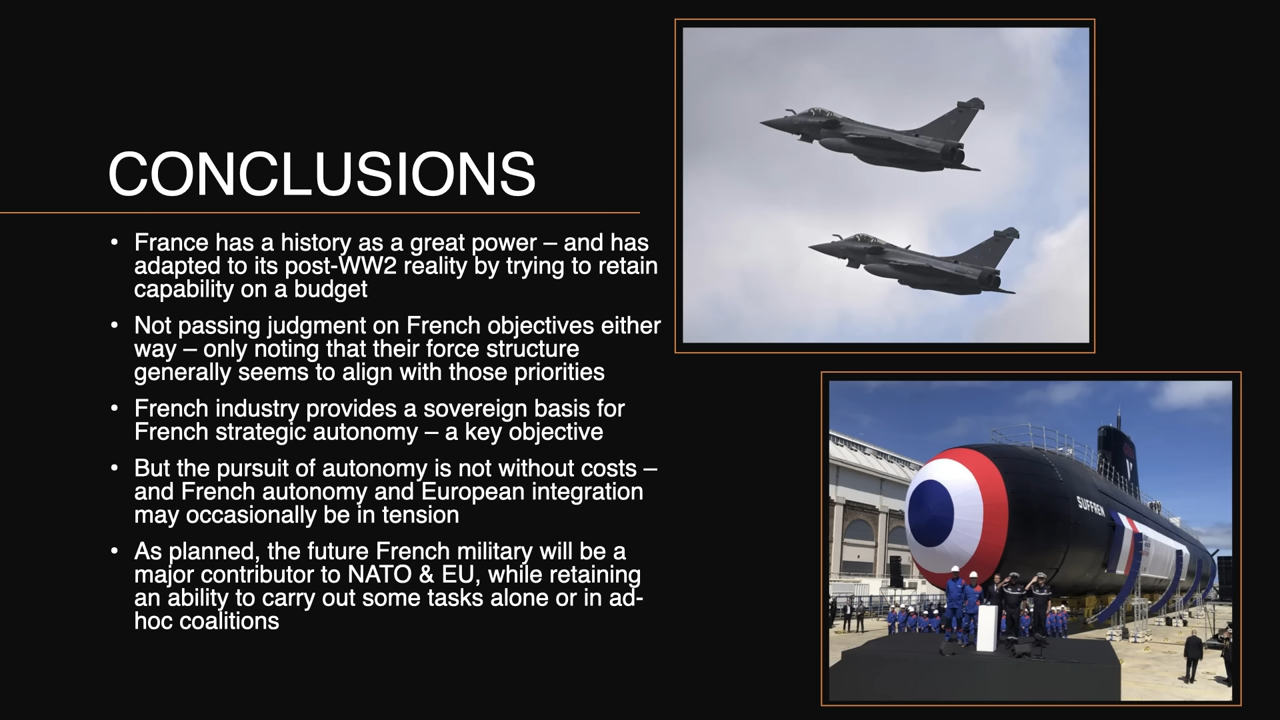 CONCLUSIONS
• France has a history as a great power – and has
adapted to its post-WW2 reality by trying to retain
capability on a budget
• Not passing judgment on French objectives either
way – only noting that their force structure
generally seems to align with those priorities
• French industry provides a sovereign basis for
French strategic autonomy – a key objective
• But the pursuit of autonomy is not without costs –
and French autonomy and European integration
may occasionally be in tension
• As planned, the future French military will be a
major contributor to NATO & EU, while retaining
an ability to carry out some tasks alone or in ad-
hoc coalitions
SUFFREN